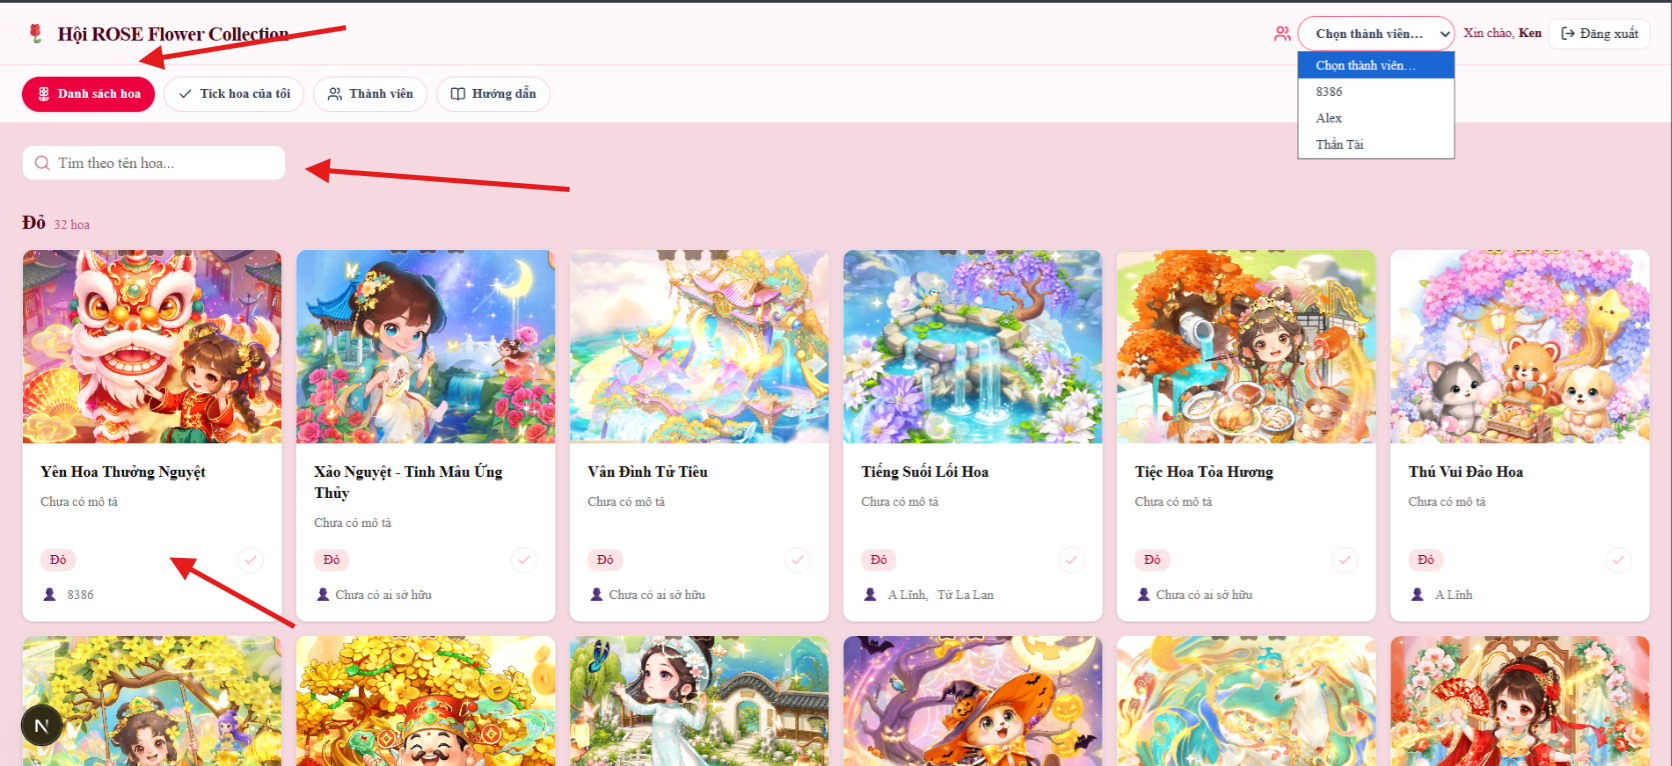 Hội ROSE Flower Collection
Chọn thành viên...
Xin chào, Ken
Đăng xuất
Chọn thành viên...
8386
Alex
Thần Tài
Danh sách hoa
Tick hoa của tôi
Thành viên
Hướng dẫn
Tìm theo tên hoa...
Đỏ 32 hoa
Yên Hoa Thưởng Nguyệt
Chưa có mô tả
Đỏ
8386
Xảo Nguyệt - Tinh Mâu Ứng
Thủy
Chưa có mô tả
Đỏ
Chưa có ai sở hữu
Vân Đình Tử Tiêu
Chưa có mô tả
Đỏ
Chưa có ai sở hữu
Tiếng Suối Lối Hoa
Chưa có mô tả
Đỏ
A Lĩnh, Tử La Lan
Tiệc Hoa Tỏa Hương
Chưa có mô tả
Đỏ
Chưa có ai sở hữu
Thú Vui Đảo Hoa
Chưa có mô tả
Đỏ
A Lĩnh
N